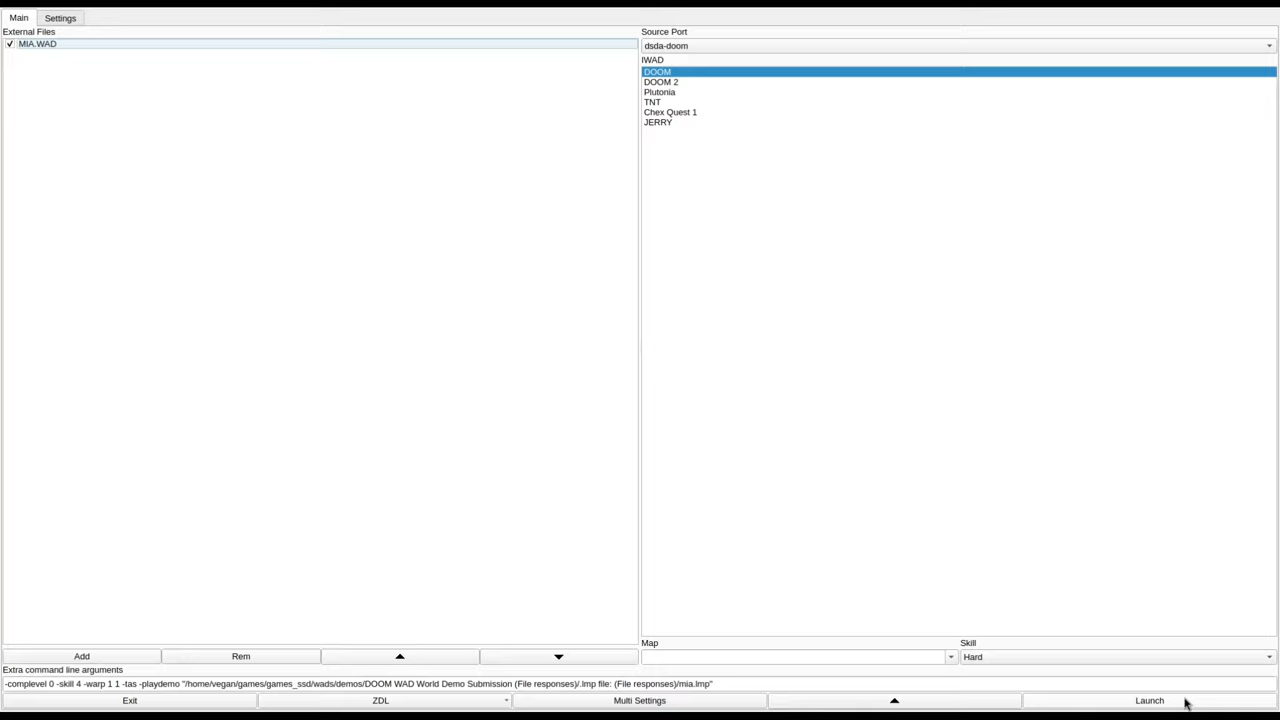 Main Settings
External Files
MIA.WAD
Source Port
dsda-doom
IWAD
DOOM
DOOM 2
Plutonia
TNT
Chex Quest 1
JERRY
Map Skill
Hard
Add Rem
Extra command line arguments
-complevel 0 -skill 4 -warp 1 1 -tas -playdemo "/home/vegan/games/games_ssd/wads/demos/DOOM WAD World Demo Submission (File responses)/.lmp file: (File responses)/mia.lmp"
Exit ZDL Multi Settings Launch